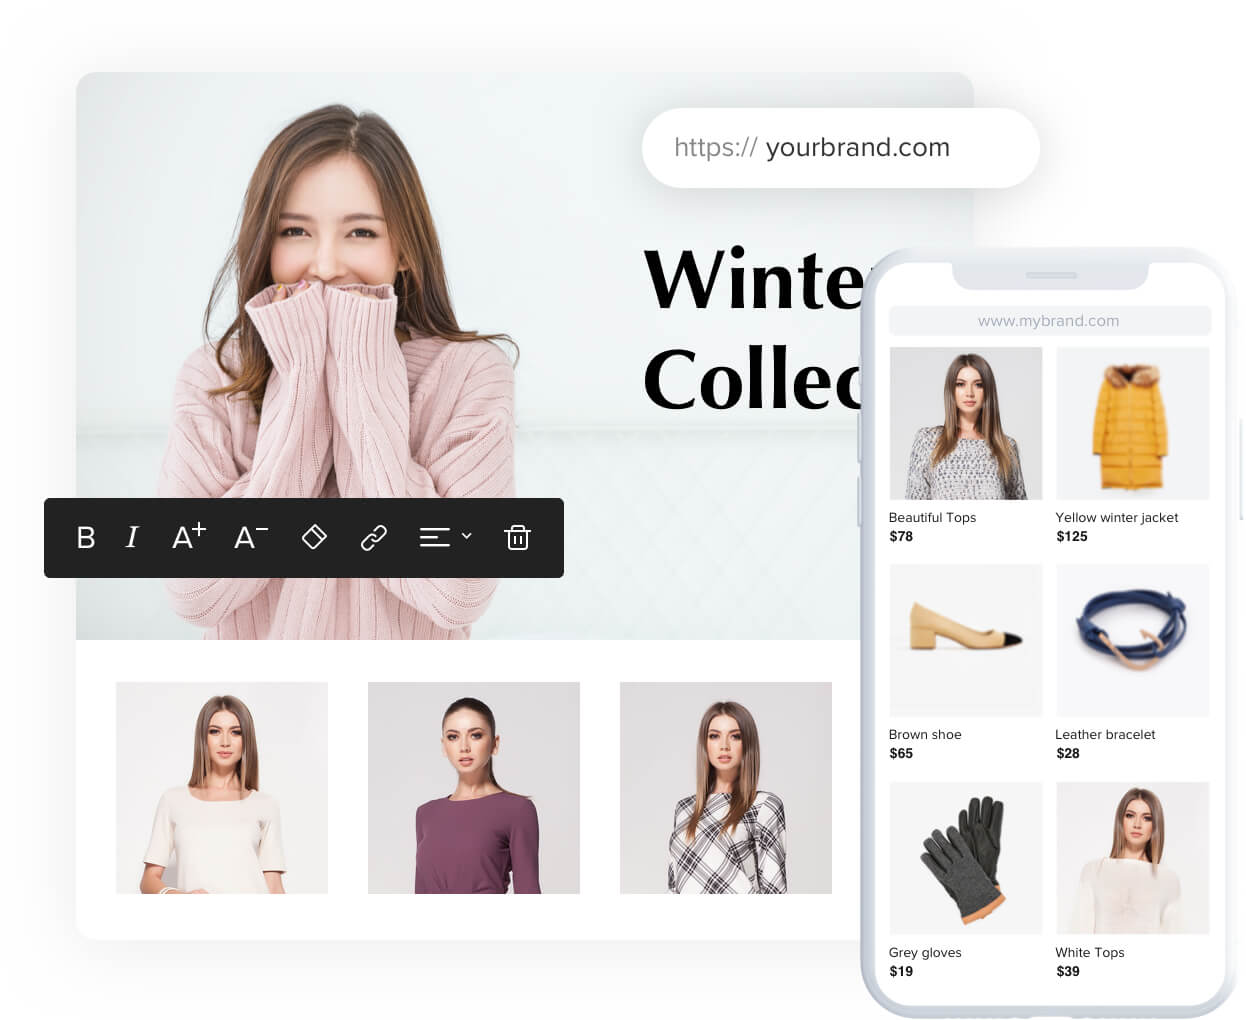 https:// yourbrand.com
Winte
Collec
B I A+ A−
www.mybrand.com
Beautiful Tops
$78
Yellow winter jacket
$125
Brown shoe
$65
Leather bracelet
$28
Grey gloves
$19
White Tops
$39